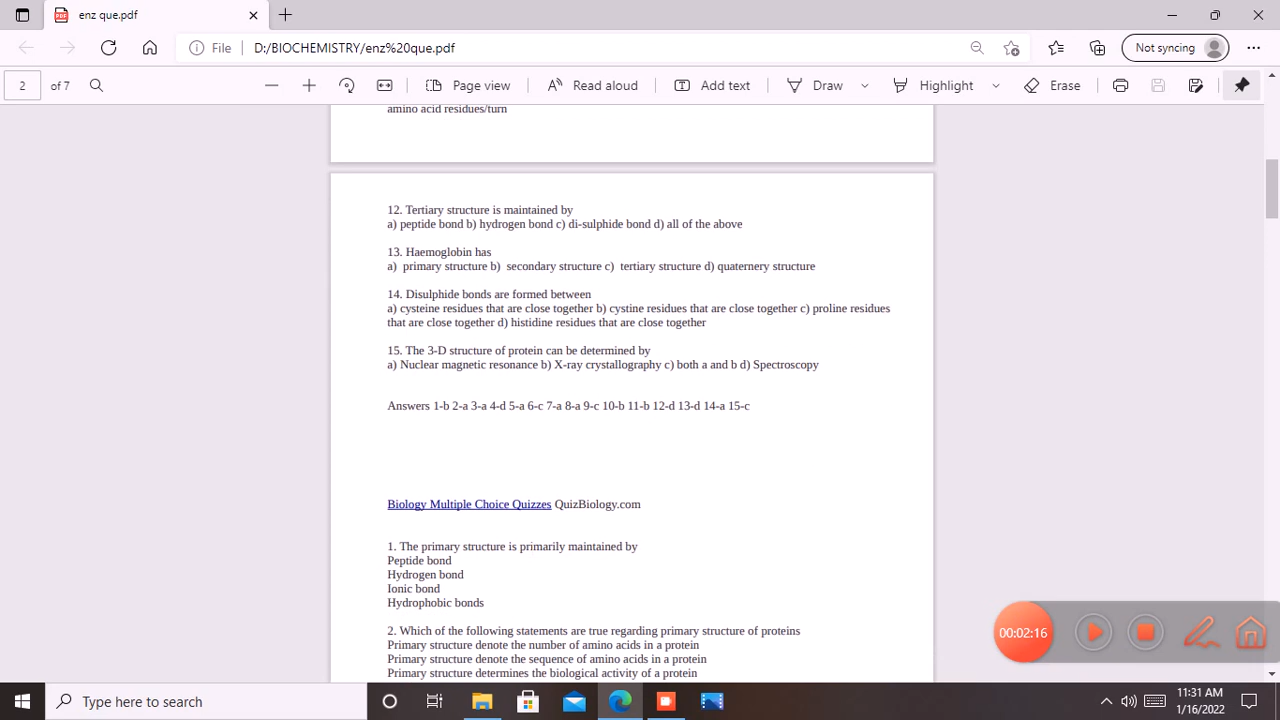 enz que.pdf
File D:/BIOCHEMISTRY/enz%20que.pdf
Not syncing
2 of 7
Page view
Read aloud
Add text
Draw
Highlight
Erase
amino acid residues/turn
12. Tertiary structure is maintained by
a) peptide bond b) hydrogen bond c) di-sulphide bond d) all of the above
13. Haemoglobin has
a) primary structure b) secondary structure c) tertiary structure d) quaternery structure
14. Disulphide bonds are formed between
a) cysteine residues that are close together b) cystine residues that are close together c) proline residues
that are close together d) histidine residues that are close together
15. The 3-D structure of protein can be determined by
a) Nuclear magnetic resonance b) X-ray crystallography c) both a and b d) Spectroscopy
Answers 1-b 2-a 3-a 4-d 5-a 6-c 7-a 8-a 9-c 10-b 11-b 12-d 13-d 14-a 15-c
Biology Multiple Choice Quizzes QuizBiology.com
1. The primary structure is primarily maintained by
Peptide bond
Hydrogen bond
Ionic bond
Hydrophobic bonds
2. Which of the following statements are true regarding primary structure of proteins
Primary structure denote the number of amino acids in a protein
Primary structure denote the sequence of amino acids in a protein
Primary structure determines the biological activity of a protein
00:02:16
Type here to search
11:31 AM
1/16/2022